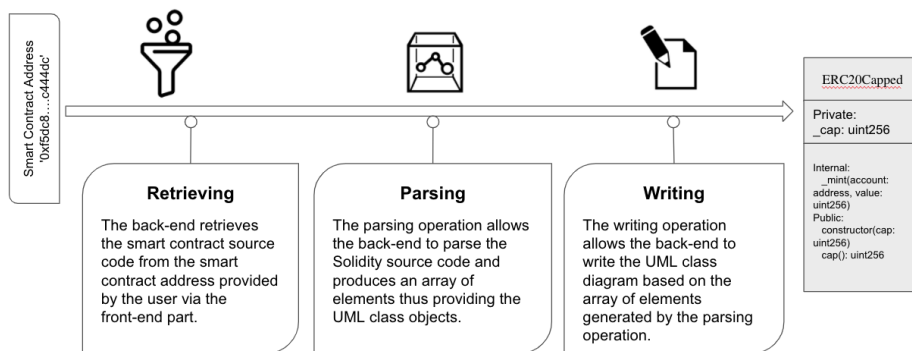 Smart Contract Address
'0xf5dc8....c444dc'
Retrieving
The back-end retrieves
the smart contract source
code from the smart
contract address provided
by the user via the
front-end part.
Parsing
The parsing operation allows
the back-end to parse the
Solidity source code and
produces an array of
elements thus providing the
UML class objects.
Writing
The writing operation
allows the back-end to
write the UML class
diagram based on the
array of elements
generated by the parsing
operation.
ERC20Capped
Private:
_cap: uint256
Internal:
_mint(account:
address, value:
uint256)
Public:
constructor(cap:
uint256)
cap(): uint256